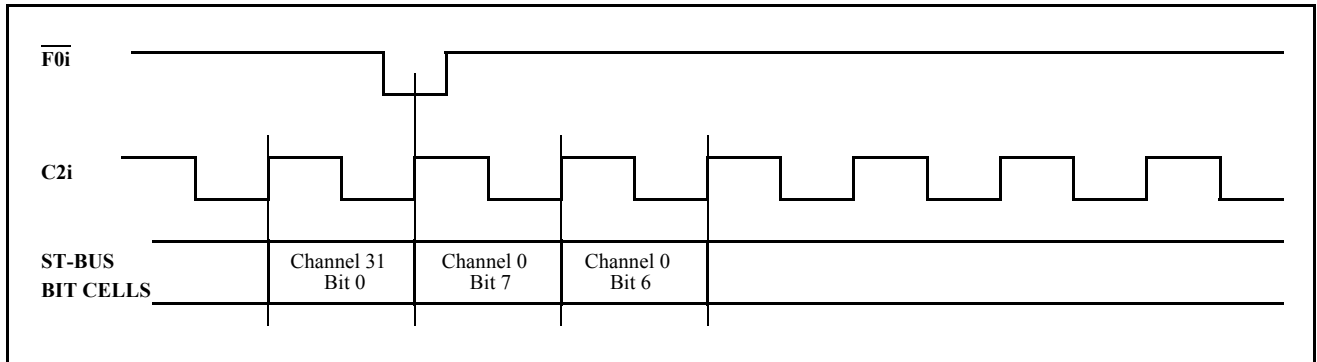 F0i
C2i
ST-BUS
BIT CELLS
Channel 31
Bit 0
Channel 0
Bit 7
Channel 0
Bit 6